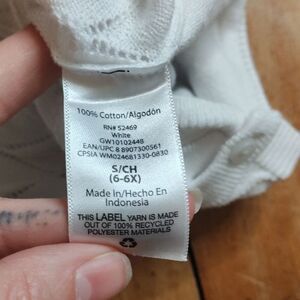 100% Cotton/Algodón
RN# 52469
White
GW10102448
EAN/UPC 8 8907300561
CPSIA WM024681330-0830
S/CH
(6-6X)
Made in/Hecho En
Indonesia
THIS LABEL YARN IS MADE
OUT OF 100% RECYCLED
POLYESTER MATERIALS